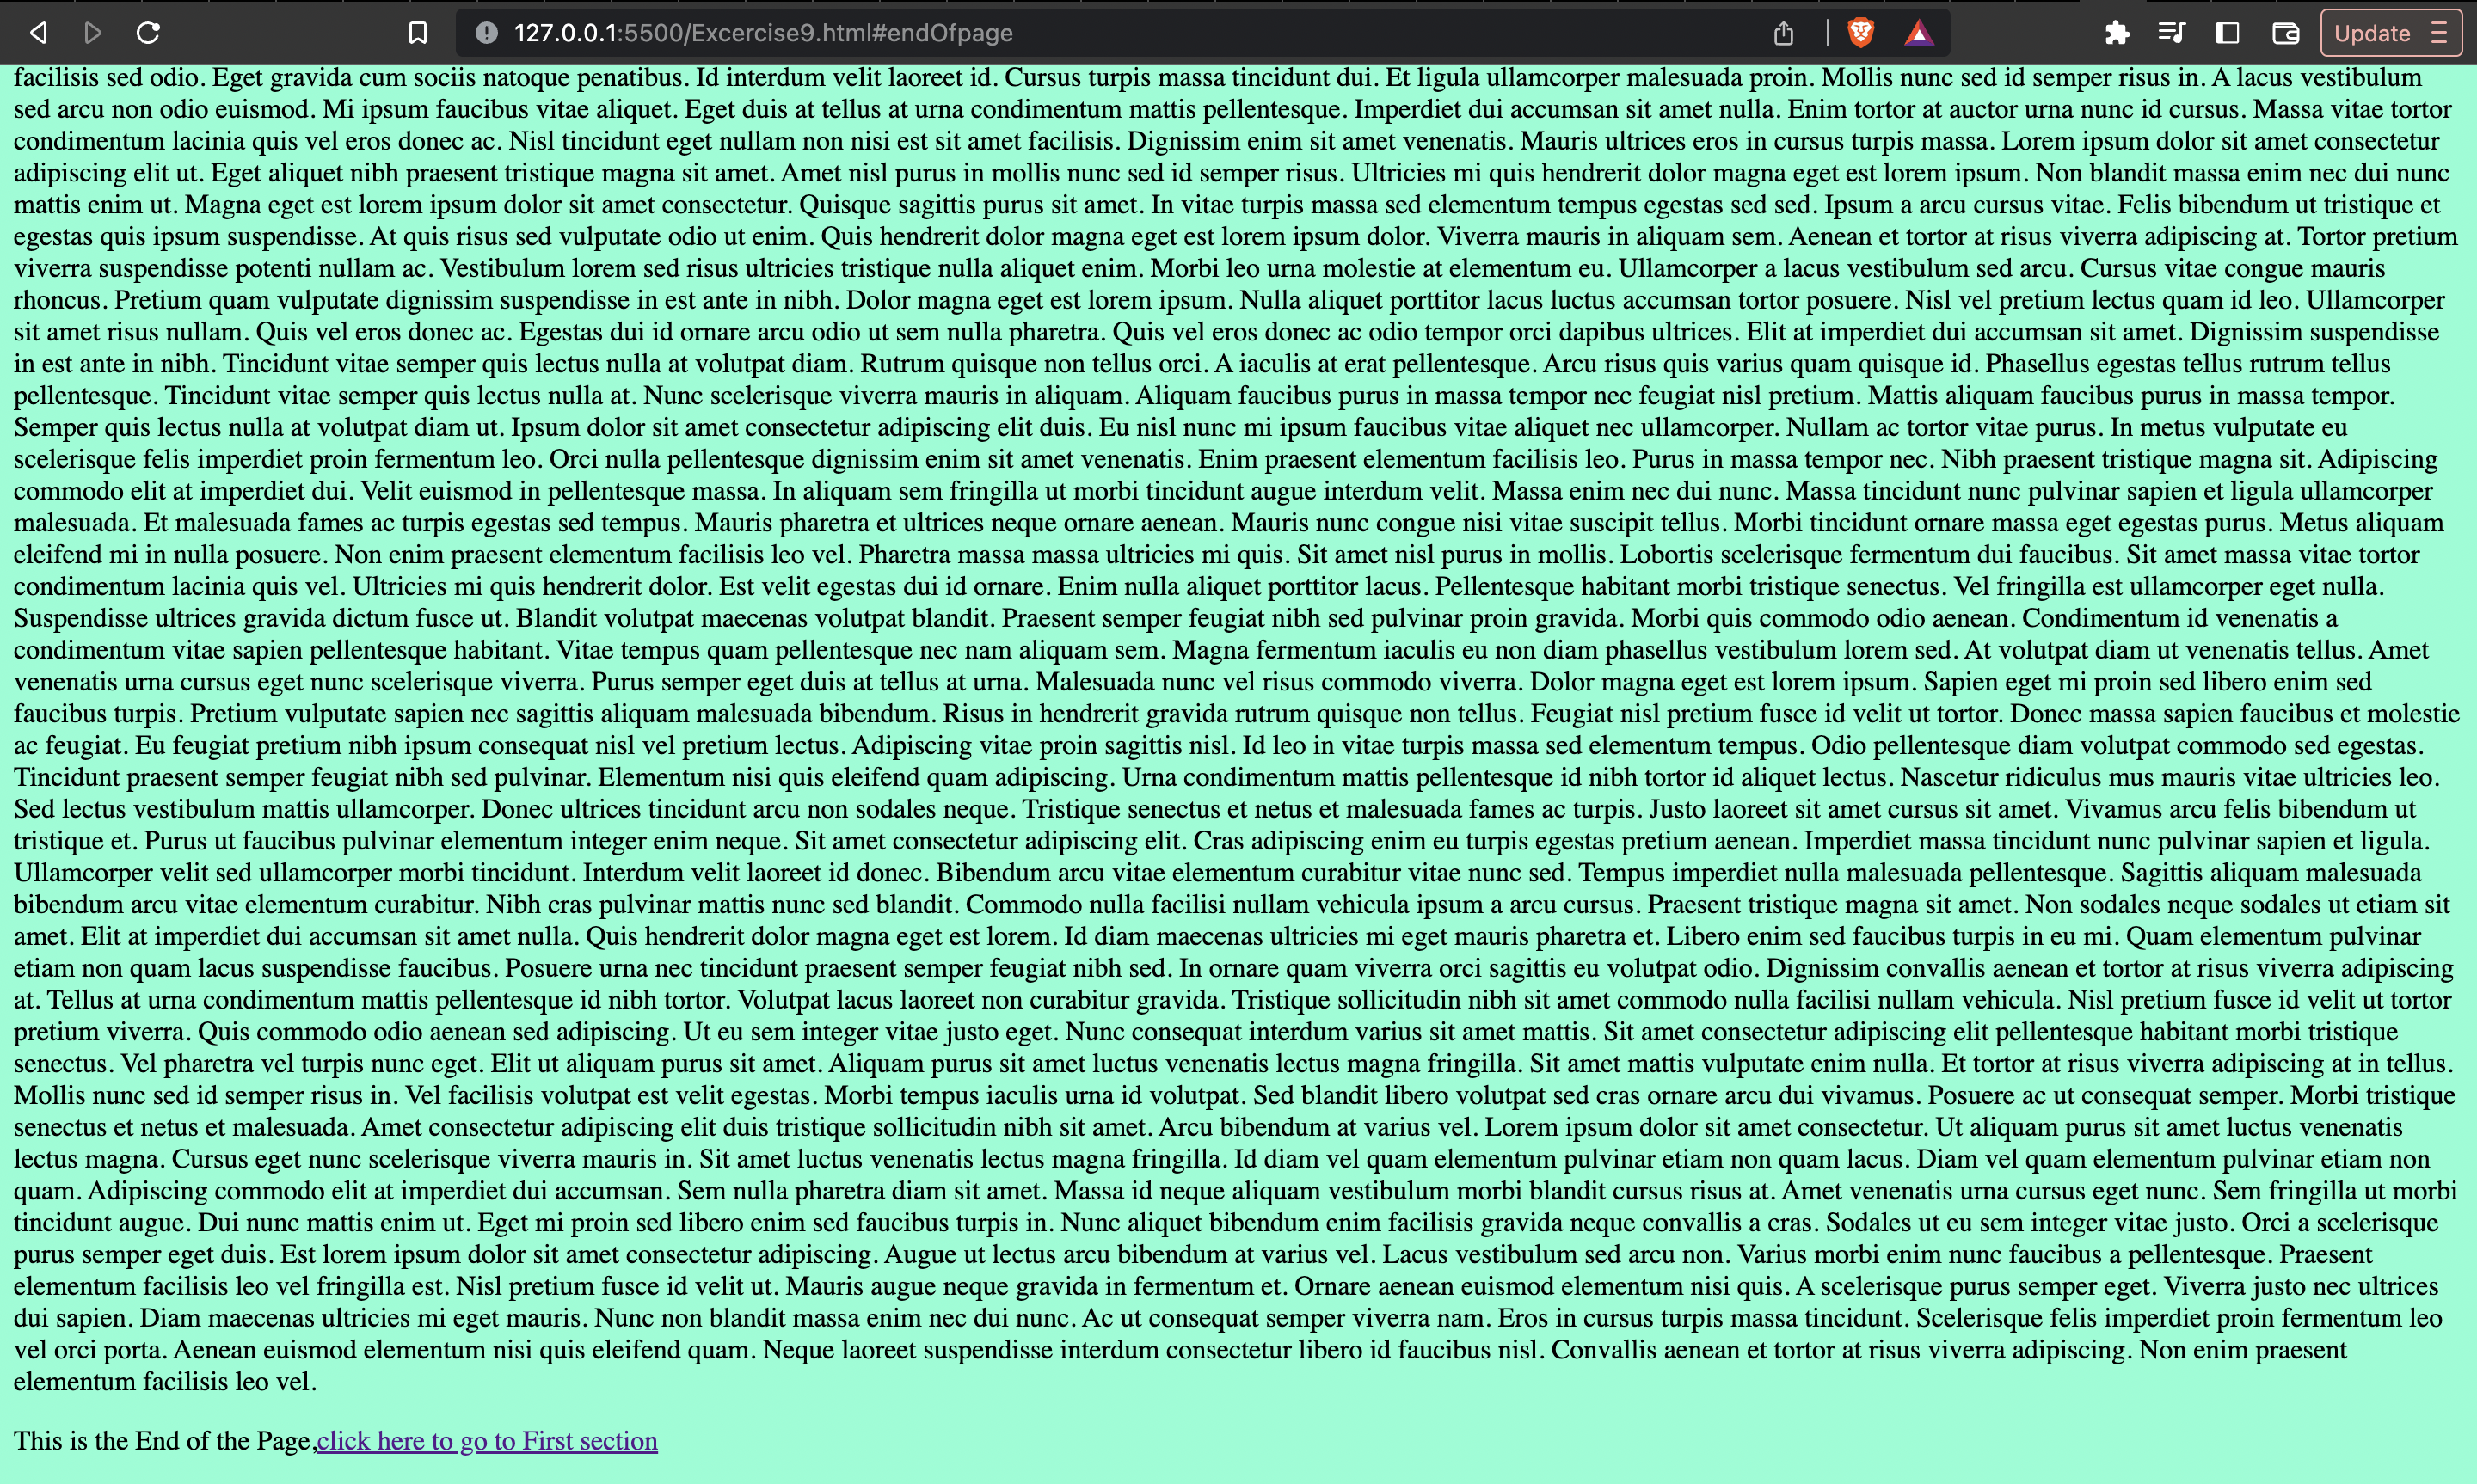 127.0.0.1:5500/Excercise9.html#endOfpage
Update
facilisis sed odio. Eget gravida cum sociis natoque penatibus. Id interdum velit laoreet id. Cursus turpis massa tincidunt dui. Et ligula ullamcorper malesuada proin. Mollis nunc sed id semper risus in. A lacus vestibulum
sed arcu non odio euismod. Mi ipsum faucibus vitae aliquet. Eget duis at tellus at urna condimentum mattis pellentesque. Imperdiet dui accumsan sit amet nulla. Enim tortor at auctor urna nunc id cursus. Massa vitae tortor
condimentum lacinia quis vel eros donec ac. Nisl tincidunt eget nullam non nisi est sit amet facilisis. Dignissim enim sit amet venenatis. Mauris ultrices eros in cursus turpis massa. Lorem ipsum dolor sit amet consectetur
adipiscing elit ut. Eget aliquet nibh praesent tristique magna sit amet. Amet nisl purus in mollis nunc sed id semper risus. Ultricies mi quis hendrerit dolor magna eget est lorem ipsum. Non blandit massa enim nec dui nunc
mattis enim ut. Magna eget est lorem ipsum dolor sit amet consectetur. Quisque sagittis purus sit amet. In vitae turpis massa sed elementum tempus egestas sed sed. Ipsum a arcu cursus vitae. Felis bibendum ut tristique et
egestas quis ipsum suspendisse. At quis risus sed vulputate odio ut enim. Quis hendrerit dolor magna eget est lorem ipsum dolor. Viverra mauris in aliquam sem. Aenean et tortor at risus viverra adipiscing at. Tortor pretium
viverra suspendisse potenti nullam ac. Vestibulum lorem sed risus ultricies tristique nulla aliquet enim. Morbi leo urna molestie at elementum eu. Ullamcorper a lacus vestibulum sed arcu. Cursus vitae congue mauris
rhoncus. Pretium quam vulputate dignissim suspendisse in est ante in nibh. Dolor magna eget est lorem ipsum. Nulla aliquet porttitor lacus luctus accumsan tortor posuere. Nisl vel pretium lectus quam id leo. Ullamcorper
sit amet risus nullam. Quis vel eros donec ac. Egestas dui id ornare arcu odio ut sem nulla pharetra. Quis vel eros donec ac odio tempor orci dapibus ultrices. Elit at imperdiet dui accumsan sit amet. Dignissim suspendisse
in est ante in nibh. Tincidunt vitae semper quis lectus nulla at volutpat diam. Rutrum quisque non tellus orci. A iaculis at erat pellentesque. Arcu risus quis varius quam quisque id. Phasellus egestas tellus rutrum tellus
pellentesque. Tincidunt vitae semper quis lectus nulla at. Nunc scelerisque viverra mauris in aliquam. Aliquam faucibus purus in massa tempor nec feugiat nisl pretium. Mattis aliquam faucibus purus in massa tempor.
Semper quis lectus nulla at volutpat diam ut. Ipsum dolor sit amet consectetur adipiscing elit duis. Eu nisl nunc mi ipsum faucibus vitae aliquet nec ullamcorper. Nullam ac tortor vitae purus. In metus vulputate eu
scelerisque felis imperdiet proin fermentum leo. Orci nulla pellentesque dignissim enim sit amet venenatis. Enim praesent elementum facilisis leo. Purus in massa tempor nec. Nibh praesent tristique magna sit. Adipiscing
commodo elit at imperdiet dui. Velit euismod in pellentesque massa. In aliquam sem fringilla ut morbi tincidunt augue interdum velit. Massa enim nec dui nunc. Massa tincidunt nunc pulvinar sapien et ligula ullamcorper
malesuada. Et malesuada fames ac turpis egestas sed tempus. Mauris pharetra et ultrices neque ornare aenean. Mauris nunc congue nisi vitae suscipit tellus. Morbi tincidunt ornare massa eget egestas purus. Metus aliquam
eleifend mi in nulla posuere. Non enim praesent elementum facilisis leo vel. Pharetra massa massa ultricies mi quis. Sit amet nisl purus in mollis. Lobortis scelerisque fermentum dui faucibus. Sit amet massa vitae tortor
condimentum lacinia quis vel. Ultricies mi quis hendrerit dolor. Est velit egestas dui id ornare. Enim nulla aliquet porttitor lacus. Pellentesque habitant morbi tristique senectus. Vel fringilla est ullamcorper eget nulla.
Suspendisse ultrices gravida dictum fusce ut. Blandit volutpat maecenas volutpat blandit. Praesent semper feugiat nibh sed pulvinar proin gravida. Morbi quis commodo odio aenean. Condimentum id venenatis a
condimentum vitae sapien pellentesque habitant. Vitae tempus quam pellentesque nec nam aliquam sem. Magna fermentum iaculis eu non diam phasellus vestibulum lorem sed. At volutpat diam ut venenatis tellus. Amet
venenatis urna cursus eget nunc scelerisque viverra. Purus semper eget duis at tellus at urna. Malesuada nunc vel risus commodo viverra. Dolor magna eget est lorem ipsum. Sapien eget mi proin sed libero enim sed
faucibus turpis. Pretium vulputate sapien nec sagittis aliquam malesuada bibendum. Risus in hendrerit gravida rutrum quisque non tellus. Feugiat nisl pretium fusce id velit ut tortor. Donec massa sapien faucibus et molestie
ac feugiat. Eu feugiat pretium nibh ipsum consequat nisl vel pretium lectus. Adipiscing vitae proin sagittis nisl. Id leo in vitae turpis massa sed elementum tempus. Odio pellentesque diam volutpat commodo sed egestas.
Tincidunt praesent semper feugiat nibh sed pulvinar. Elementum nisi quis eleifend quam adipiscing. Urna condimentum mattis pellentesque id nibh tortor id aliquet lectus. Nascetur ridiculus mus mauris vitae ultricies leo.
Sed lectus vestibulum mattis ullamcorper. Donec ultrices tincidunt arcu non sodales neque. Tristique senectus et netus et malesuada fames ac turpis. Justo laoreet sit amet cursus sit amet. Vivamus arcu felis bibendum ut
tristique et. Purus ut faucibus pulvinar elementum integer enim neque. Sit amet consectetur adipiscing elit. Cras adipiscing enim eu turpis egestas pretium aenean. Imperdiet massa tincidunt nunc pulvinar sapien et ligula.
Ullamcorper velit sed ullamcorper morbi tincidunt. Interdum velit laoreet id donec. Bibendum arcu vitae elementum curabitur vitae nunc sed. Tempus imperdiet nulla malesuada pellentesque. Sagittis aliquam malesuada
bibendum arcu vitae elementum curabitur. Nibh cras pulvinar mattis nunc sed blandit. Commodo nulla facilisi nullam vehicula ipsum a arcu cursus. Praesent tristique magna sit amet. Non sodales neque sodales ut etiam sit
amet. Elit at imperdiet dui accumsan sit amet nulla. Quis hendrerit dolor magna eget est lorem. Id diam maecenas ultricies mi eget mauris pharetra et. Libero enim sed faucibus turpis in eu mi. Quam elementum pulvinar
etiam non quam lacus suspendisse faucibus. Posuere urna nec tincidunt praesent semper feugiat nibh sed. In ornare quam viverra orci sagittis eu volutpat odio. Dignissim convallis aenean et tortor at risus viverra adipiscing
at. Tellus at urna condimentum mattis pellentesque id nibh tortor. Volutpat lacus laoreet non curabitur gravida. Tristique sollicitudin nibh sit amet commodo nulla facilisi nullam vehicula. Nisl pretium fusce id velit ut tortor
pretium viverra. Quis commodo odio aenean sed adipiscing. Ut eu sem integer vitae justo eget. Nunc consequat interdum varius sit amet mattis. Sit amet consectetur adipiscing elit pellentesque habitant morbi tristique
senectus. Vel pharetra vel turpis nunc eget. Elit ut aliquam purus sit amet. Aliquam purus sit amet luctus venenatis lectus magna fringilla. Sit amet mattis vulputate enim nulla. Et tortor at risus viverra adipiscing at in tellus.
Mollis nunc sed id semper risus in. Vel facilisis volutpat est velit egestas. Morbi tempus iaculis urna id volutpat. Sed blandit libero volutpat sed cras ornare arcu dui vivamus. Posuere ac ut consequat semper. Morbi tristique
senectus et netus et malesuada. Amet consectetur adipiscing elit duis tristique sollicitudin nibh sit amet. Arcu bibendum at varius vel. Lorem ipsum dolor sit amet consectetur. Ut aliquam purus sit amet luctus venenatis
lectus magna. Cursus eget nunc scelerisque viverra mauris in. Sit amet luctus venenatis lectus magna fringilla. Id diam vel quam elementum pulvinar etiam non quam lacus. Diam vel quam elementum pulvinar etiam non
quam. Adipiscing commodo elit at imperdiet dui accumsan. Sem nulla pharetra diam sit amet. Massa id neque aliquam vestibulum morbi blandit cursus risus at. Amet venenatis urna cursus eget nunc. Sem fringilla ut morbi
tincidunt augue. Dui nunc mattis enim ut. Eget mi proin sed libero enim sed faucibus turpis in. Nunc aliquet bibendum enim facilisis gravida neque convallis a cras. Sodales ut eu sem integer vitae justo. Orci a scelerisque
purus semper eget duis. Est lorem ipsum dolor sit amet consectetur adipiscing. Augue ut lectus arcu bibendum at varius vel. Lacus vestibulum sed arcu non. Varius morbi enim nunc faucibus a pellentesque. Praesent
elementum facilisis leo vel fringilla est. Nisl pretium fusce id velit ut. Mauris augue neque gravida in fermentum et. Ornare aenean euismod elementum nisi quis. A scelerisque purus semper eget. Viverra justo nec ultrices
dui sapien. Diam maecenas ultricies mi eget mauris. Nunc non blandit massa enim nec dui nunc. Ac ut consequat semper viverra nam. Eros in cursus turpis massa tincidunt. Scelerisque felis imperdiet proin fermentum leo
vel orci porta. Aenean euismod elementum nisi quis eleifend quam. Neque laoreet suspendisse interdum consectetur libero id faucibus nisl. Convallis aenean et tortor at risus viverra adipiscing. Non enim praesent
elementum facilisis leo vel.
This is the End of the Page,click here to go to First section